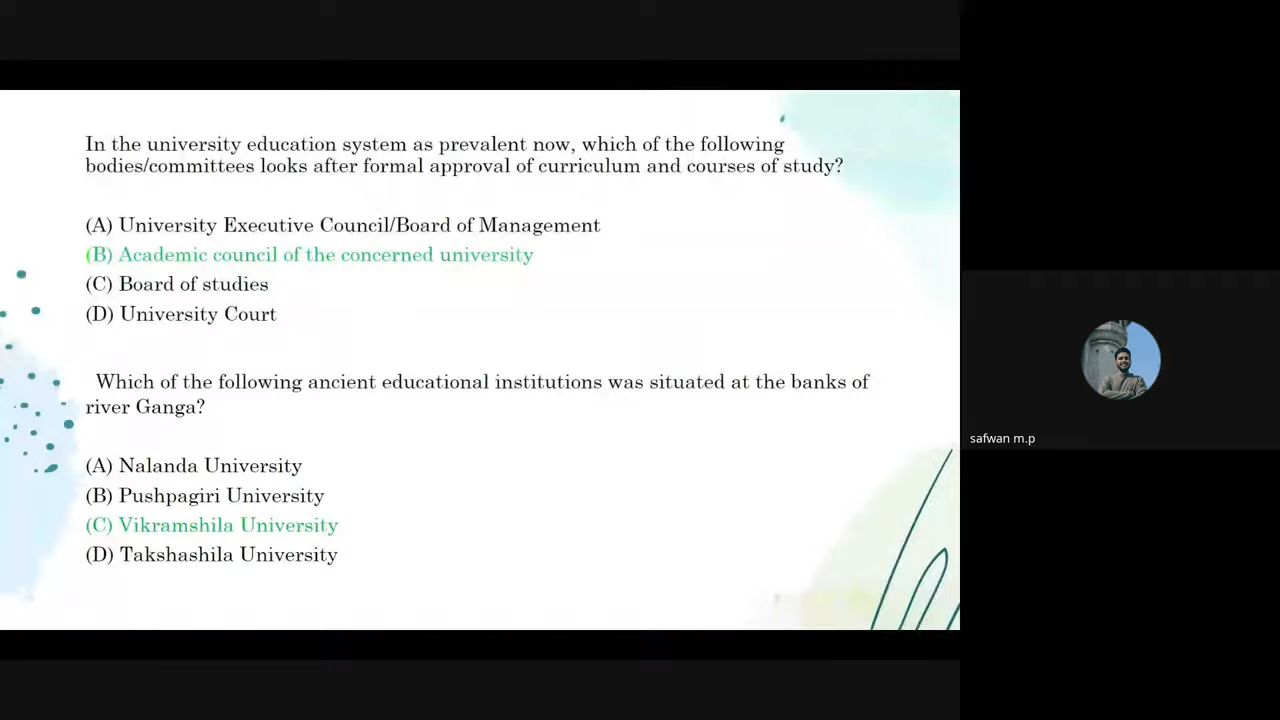 In the university education system as prevalent now, which of the following
bodies/committees looks after formal approval of curriculum and courses of study?
(A) University Executive Council/Board of Management
(B) Academic council of the concerned university
(C) Board of studies
(D) University Court
Which of the following ancient educational institutions was situated at the banks of
river Ganga?
(A) Nalanda University
(B) Pushpagiri University
(C) Vikramshila University
(D) Takshashila University
safwan m.p